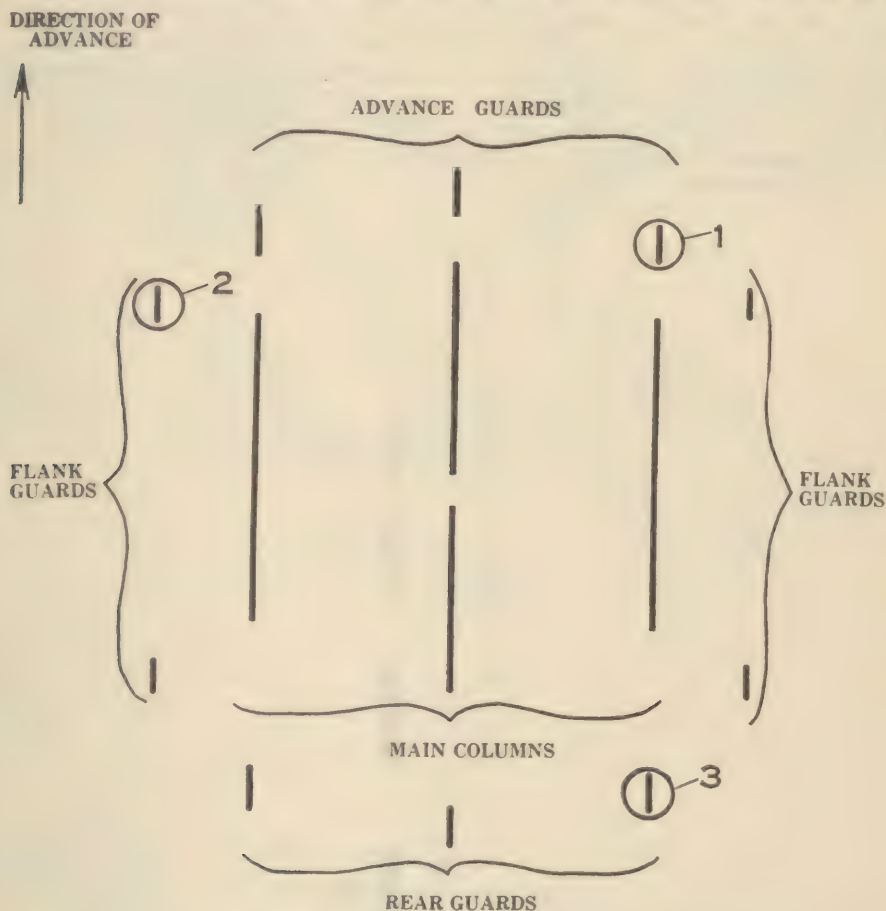 DIRECTION OF
ADVANCE
ADVANCE GUARDS
1
2
FLANK
GUARDS
FLANK
GUARDS
MAIN COLUMNS
3
REAR GUARDS